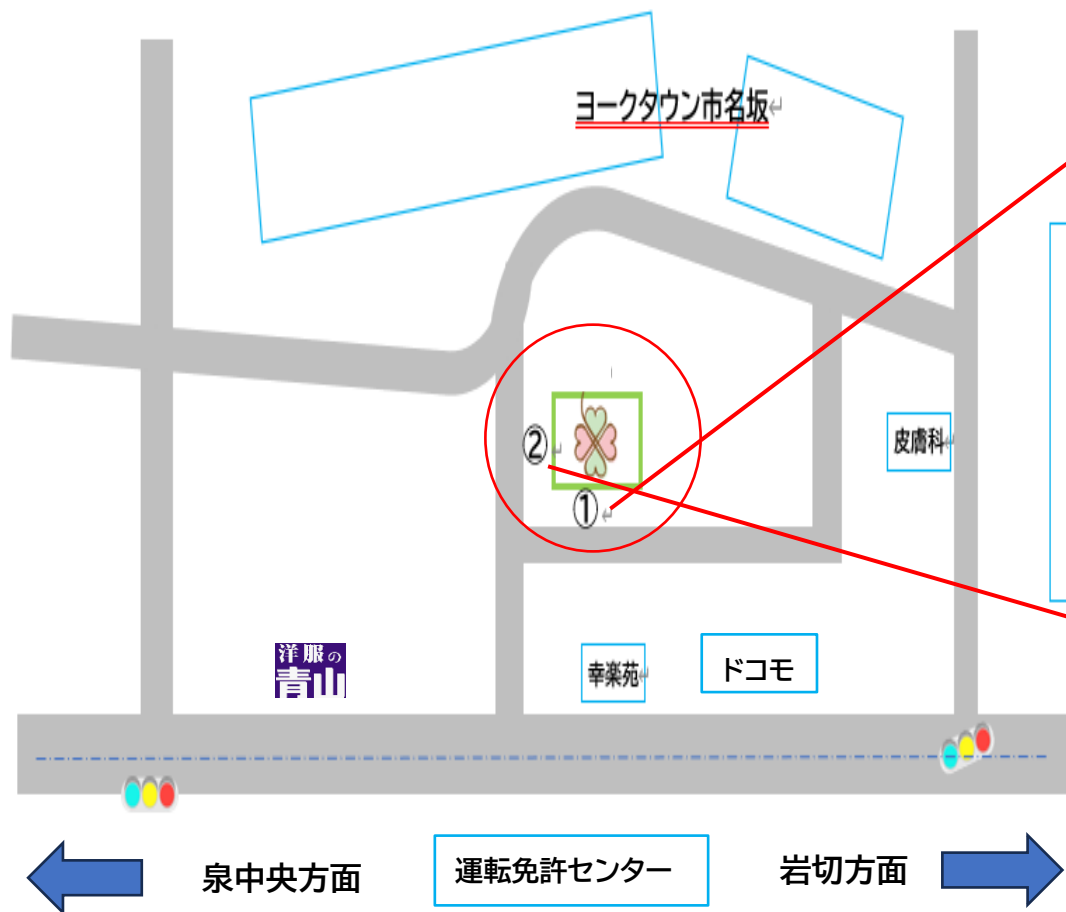 ヨークタウン市名坂
②
皮膚科
①
洋服の
青山
幸楽苑
ドコモ
泉中央方面
運転免許センター
岩切方面